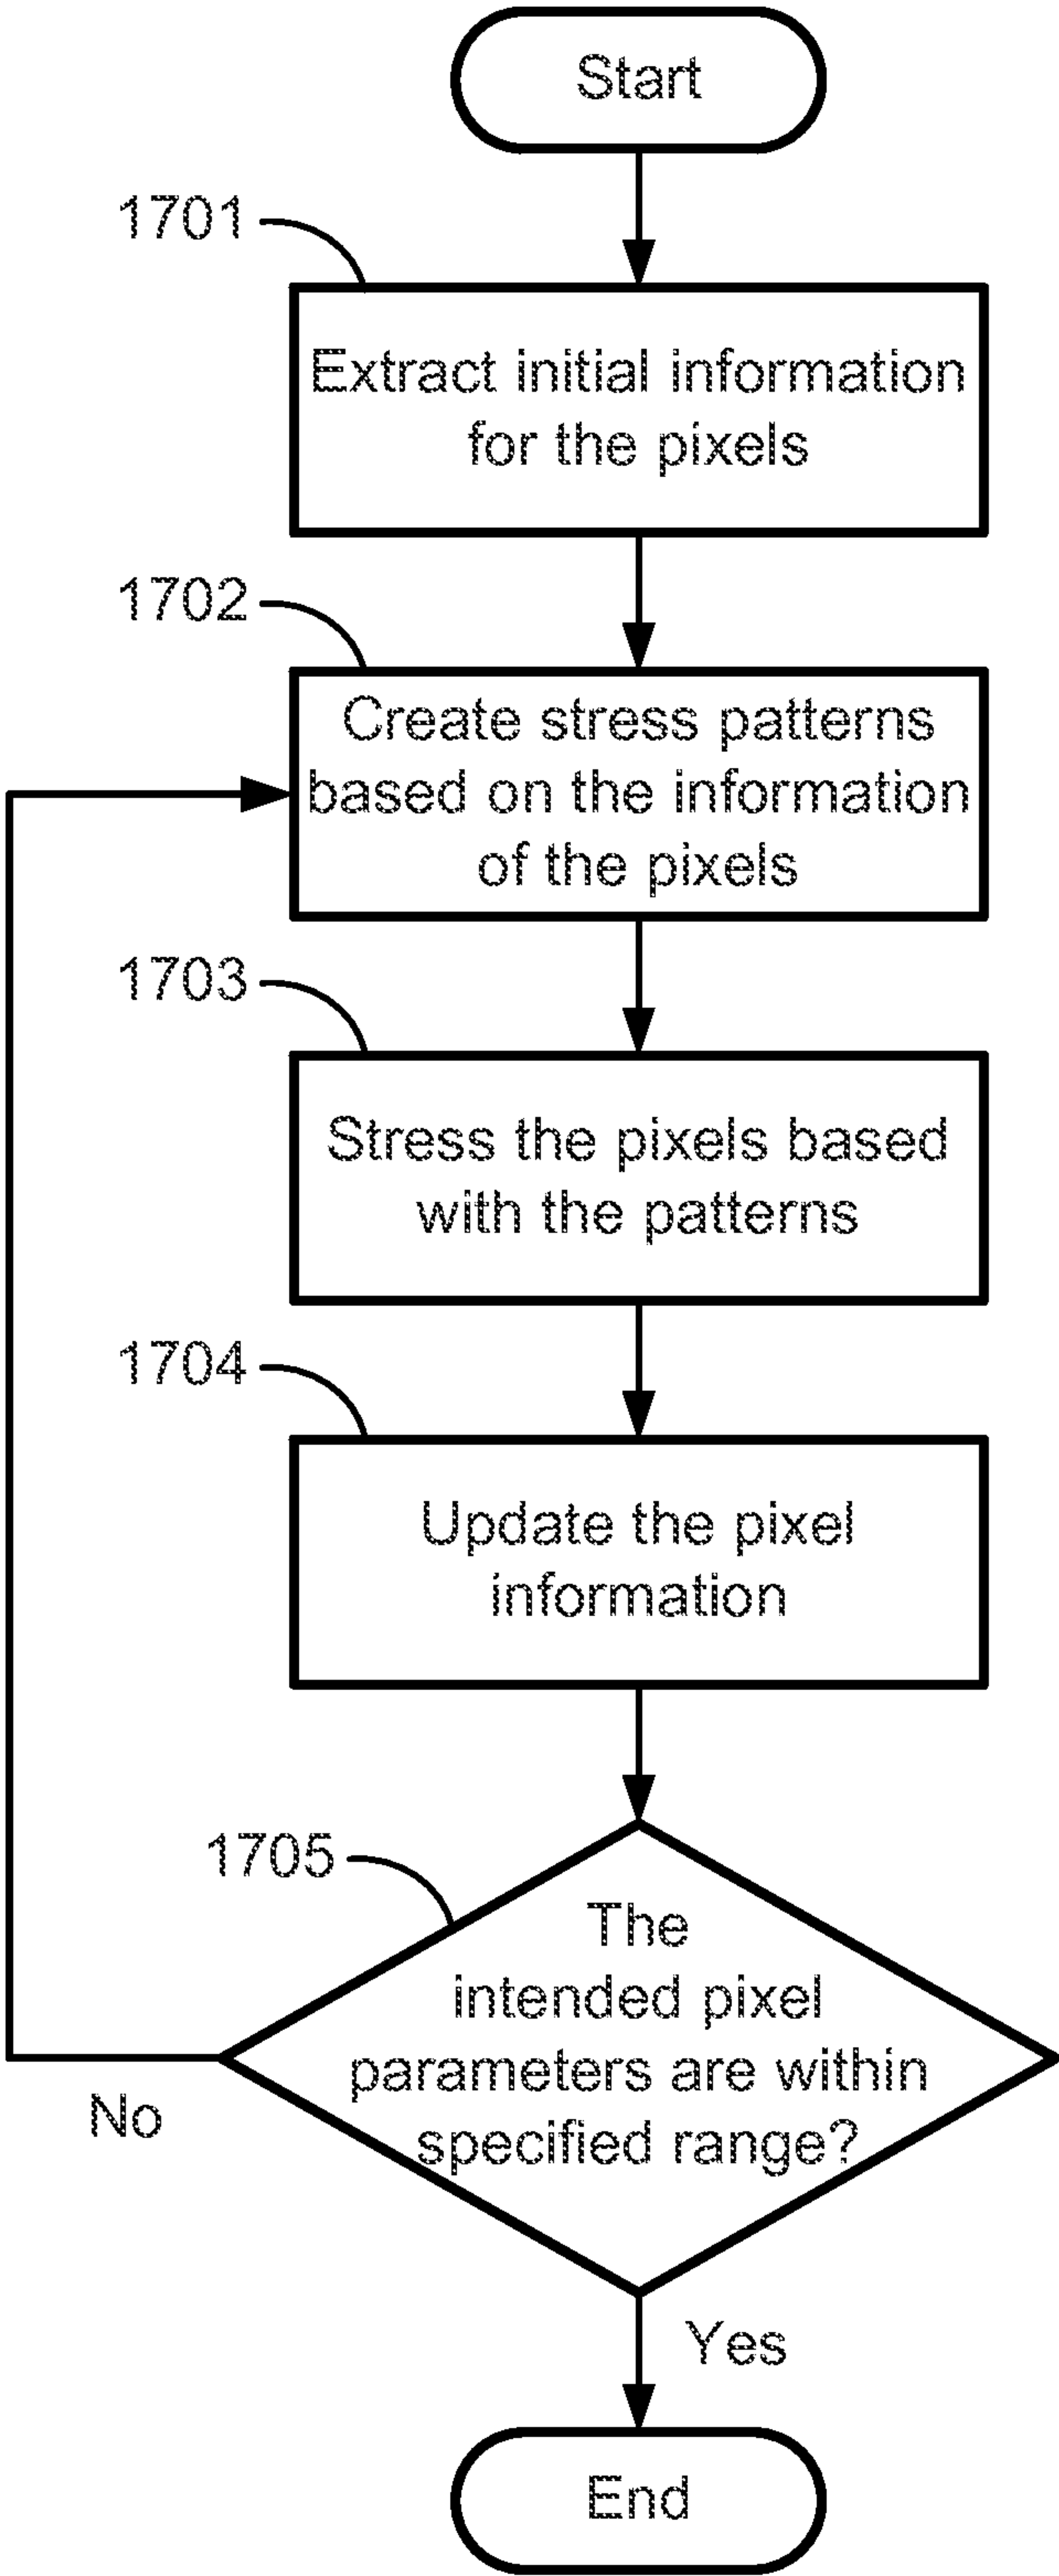 Start
1701
Extract initial information
for the pixels
1702
Create stress patterns
based on the information
of the pixels
1703
Stress the pixels based
with the patterns
1704
Update the pixel
information
1705
The
intended pixel
parameters are within
specified range?
No
Yes
End